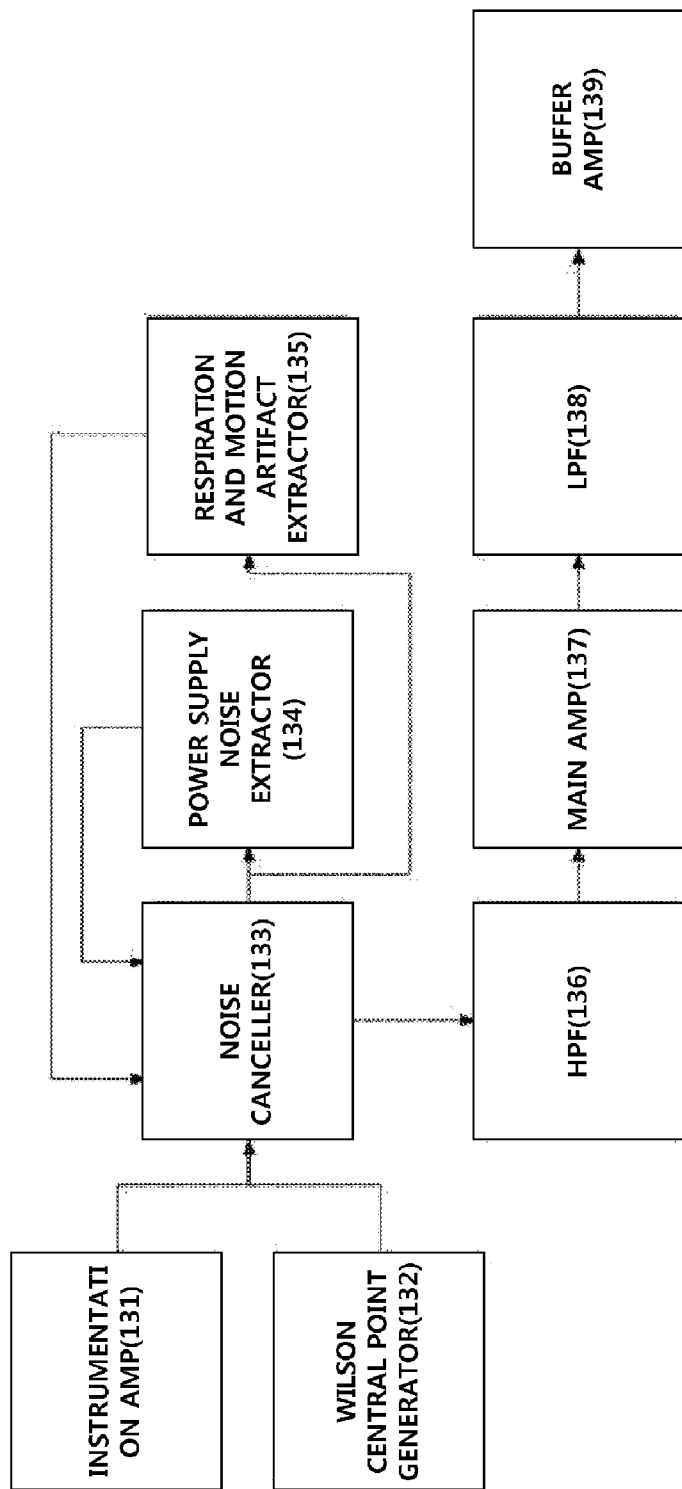 INSTRUMENTATI
ON AMP(131)
WILSON
CENTRAL POINT
GENERATOR(132)
NOISE
CANCELLER(133)
POWER SUPPLY
NOISE
EXTRACTOR
(134)
RESPIRATION
AND MOTION
ARTIFACT
EXTRACTOR(135)
HPF(136)
MAIN AMP(137)
LPF(138)
BUFFER
AMP(139)